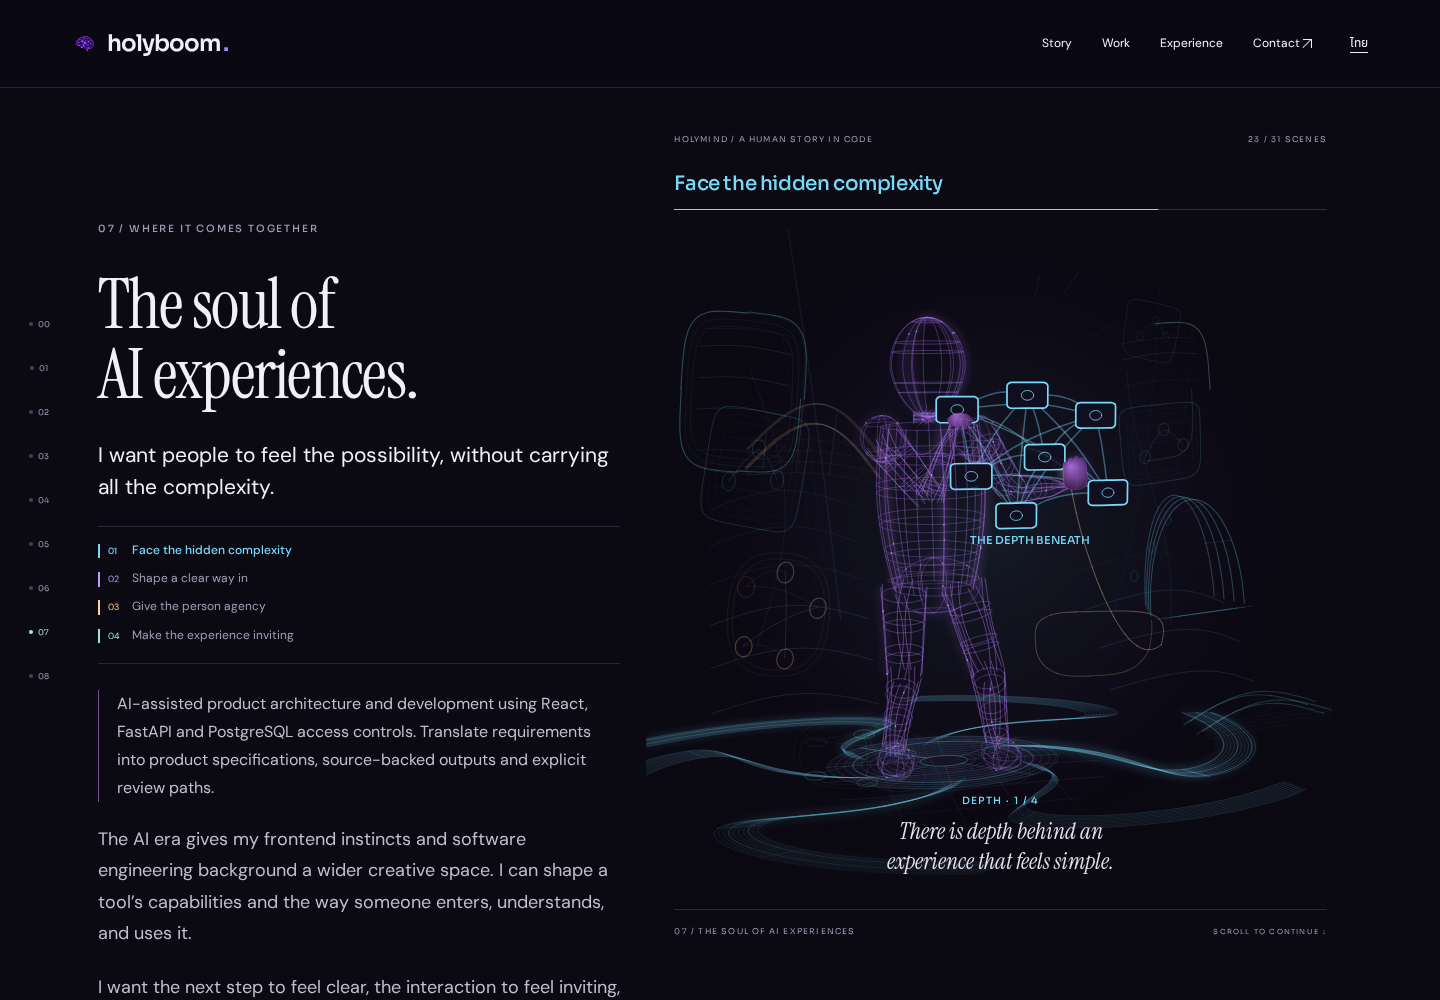 holyboom.
Story
Work
Experience
Contact
ไทย
HOLYMIND / A HUMAN STORY IN CODE
23 / 31 SCENES
Face the hidden complexity
07 / WHERE IT COMES TOGETHER
The soul of
AI experiences.
I want people to feel the possibility, without carrying
all the complexity.
01 Face the hidden complexity
02 Shape a clear way in
03 Give the person agency
04 Make the experience inviting
AI-assisted product architecture and development using React,
FastAPI and PostgreSQL access controls. Translate requirements
into product specifications, source-backed outputs and explicit
review paths.
The AI era gives my frontend instincts and software
engineering background a wider creative space. I can shape a
tool’s capabilities and the way someone enters, understands,
and uses it.
I want the next step to feel clear, the interaction to feel inviting,
00
01
02
03
04
05
06
07
08
THE DEPTH BENEATH
DEPTH · 1 / 4
There is depth behind an
experience that feels simple.
07 / THE SOUL OF AI EXPERIENCES
SCROLL TO CONTINUE ↓